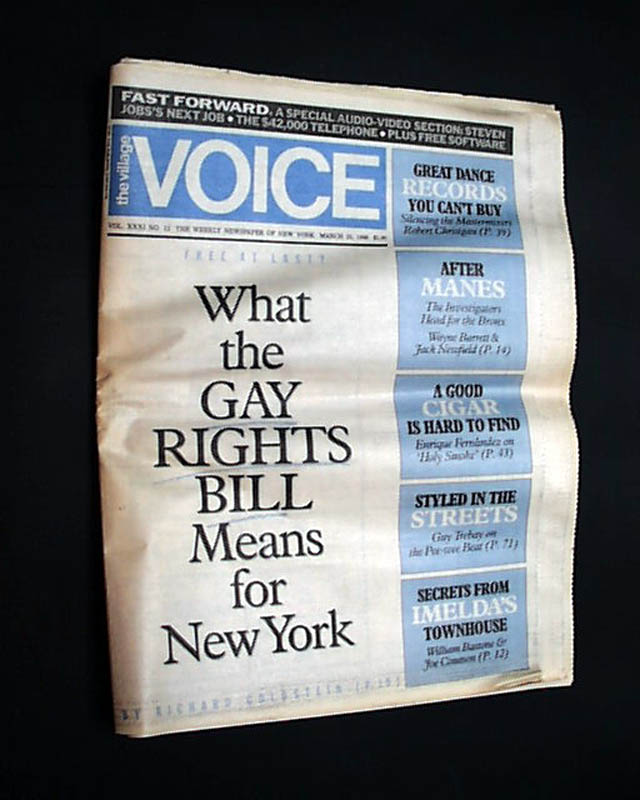 FAST FORWARD. A SPECIAL AUDIO-VIDEO SECTION: STEVEN
JOBS'S NEXT JOB • THE $42,000 TELEPHONE • PLUS FREE SOFTWARE
the village
VOICE
VOL. XXXI NO. THE WEEKLY NEWSPAPER OF NEW YORK MARCH
FREE AT LAST?
What
the
GAY
RIGHTS
BILL
Means
for
New York
BY RICHARD GOLDSTEIN
GREAT DANCE
RECORDS
YOU CAN'T BUY
Silencing the Mastermixers
Robert Christgau (P. 39)
AFTER
MANES
The Investigators
Head for the Bronx
Wayne Barrett &
Jack Newfield (P. 14)
A GOOD
CIGAR
IS HARD TO FIND
Enrique Fernández on
'Holy Smoke' (P. 43)
STYLED IN THE
STREETS
Guy Trebay on
the Pee-wee Beat (P. 71)
SECRETS FROM
IMELDA'S
TOWNHOUSE
William Bastone &
Joe Conason (P. 12)